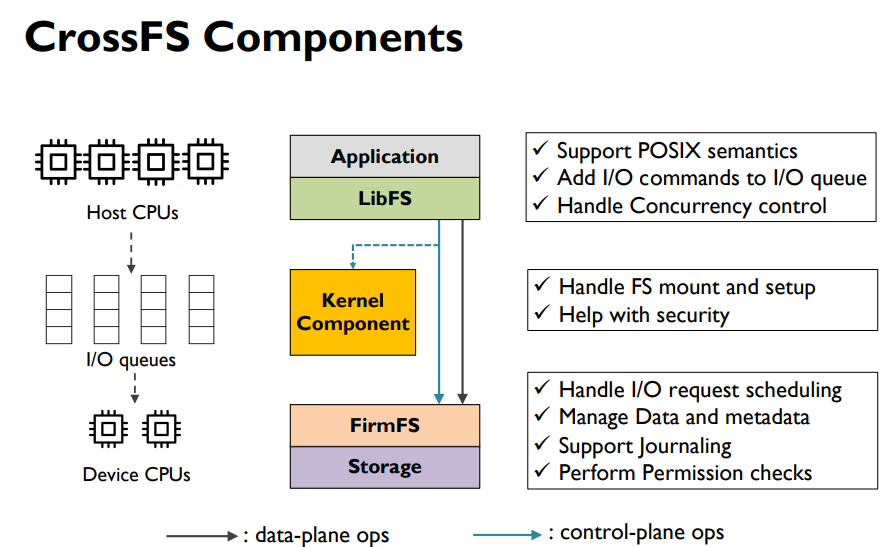 CrossFS Components
Host CPUs
I/O queues
Device CPUs
Application
LibFS
Kernel
Component
FirmFS
Storage
✓ Support POSIX semantics
✓ Add I/O commands to I/O queue
✓ Handle Concurrency control
✓ Handle FS mount and setup
✓ Help with security
✓ Handle I/O request scheduling
✓ Manage Data and metadata
✓ Support Journaling
✓ Perform Permission checks
: data-plane ops
: control-plane ops